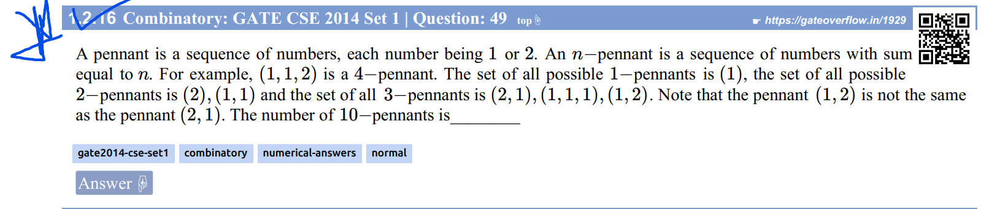 1.2.16 Combinatory: GATE CSE 2014 Set 1 | Question: 49 top ☟ ☛ https://gateoverflow.in/1929
A pennant is a sequence of numbers, each number being 1 or 2. An n−pennant is a sequence of numbers with sum
equal to n. For example, (1, 1, 2) is a 4−pennant. The set of all possible 1−pennants is (1), the set of all possible
2−pennants is (2), (1, 1) and the set of all 3−pennants is (2, 1), (1, 1, 1), (1, 2). Note that the pennant (1, 2) is not the same
as the pennant (2, 1). The number of 10−pennants is________
gate2014-cse-set1 combinatory numerical-answers normal
Answer ☟